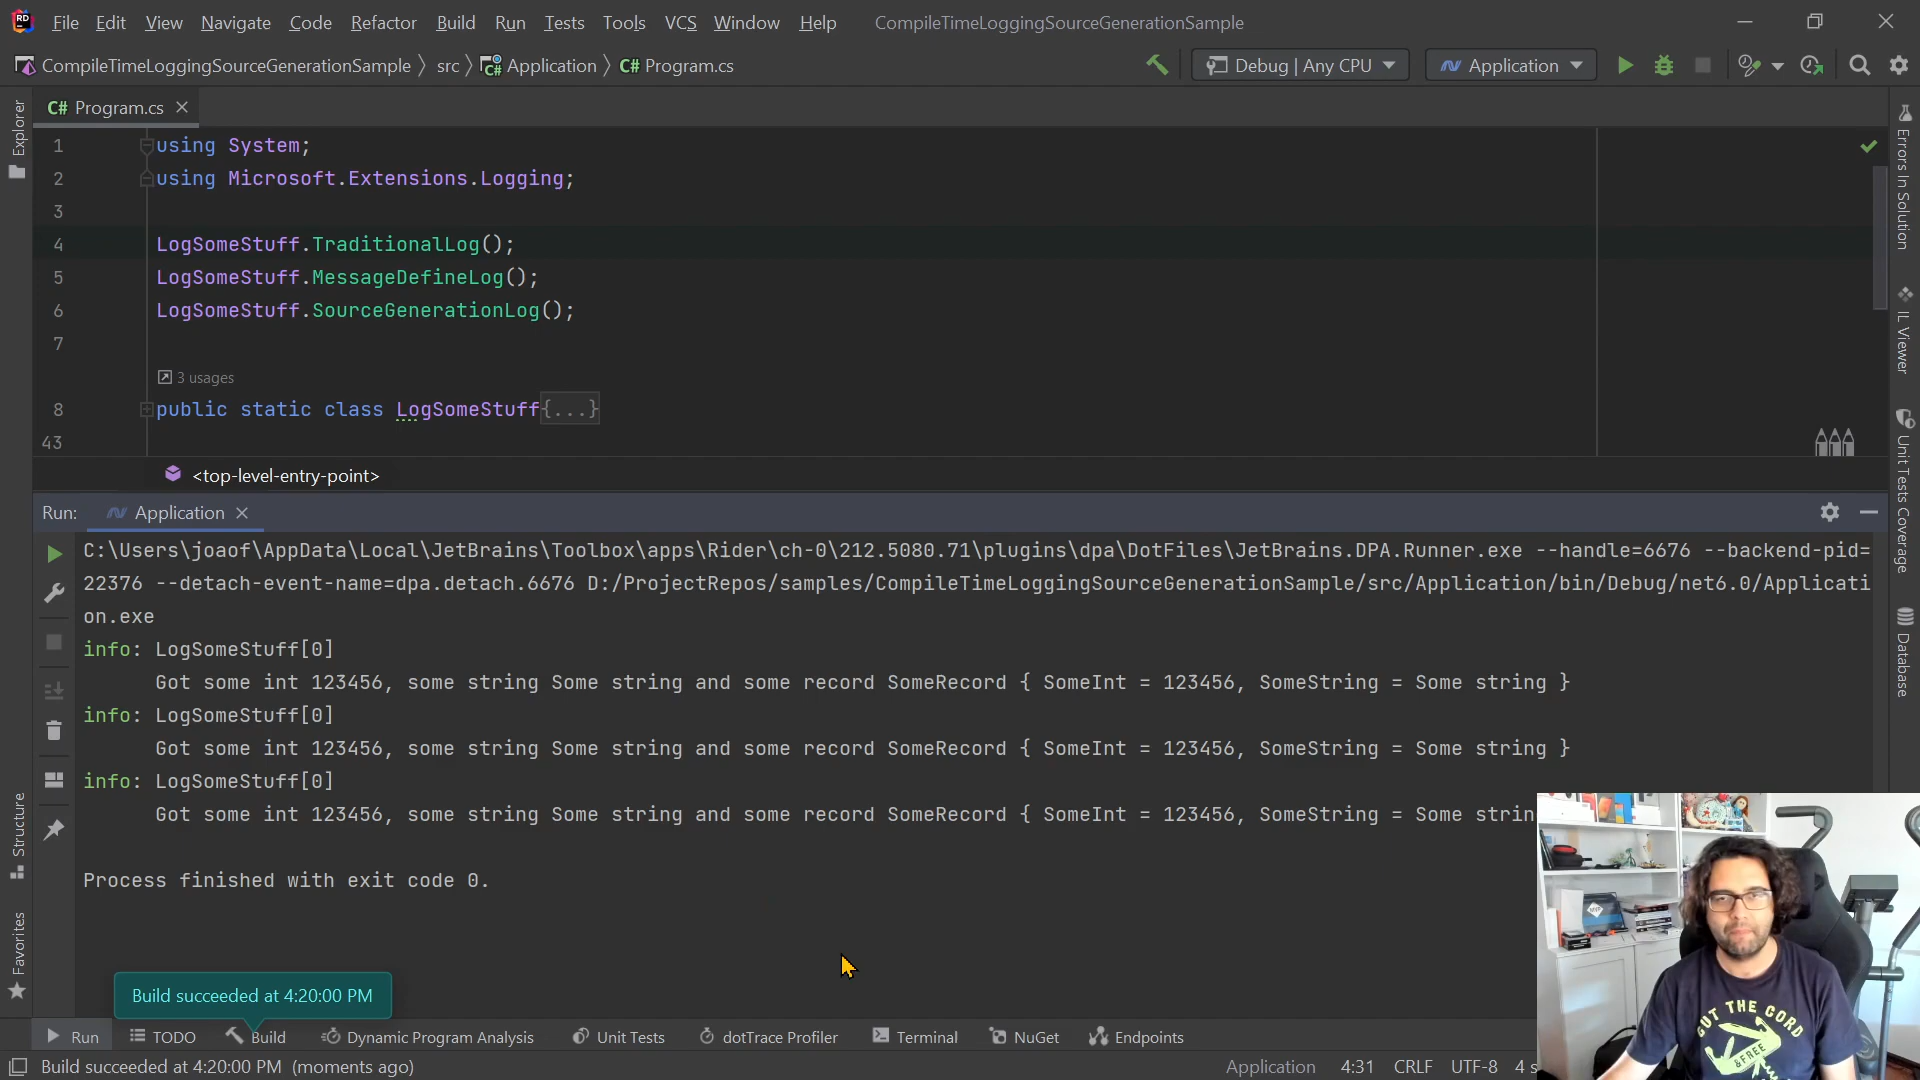 RD File Edit View Navigate Code Refactor Build Run Tests Tools VCS Window Help CompileTimeLoggingSourceGenerationSample
CompileTimeLoggingSourceGenerationSample 〉 src 〉 Application 〉 C# Program.cs Debug | Any CPU Application
C# Program.cs
1 using System;
2 using Microsoft.Extensions.Logging;
3
4 LogSomeStuff.TraditionalLog();
5 LogSomeStuff.MessageDefineLog();
6 LogSomeStuff.SourceGenerationLog();
7
3 usages
8 public static class LogSomeStuff{...}
43
<top-level-entry-point>
Run: Application
C:\Users\joaof\AppData\Local\JetBrains\Toolbox\apps\Rider\ch-0\212.5080.71\plugins\dpa\DotFiles\JetBrains.DPA.Runner.exe --handle=6676 --backend-pid=
22376 --detach-event-name=dpa.detach.6676 D:/ProjectRepos/samples/CompileTimeLoggingSourceGenerationSample/src/Application/bin/Debug/net6.0/Applicati
on.exe
info: LogSomeStuff[0]
Got some int 123456, some string Some string and some record SomeRecord { SomeInt = 123456, SomeString = Some string }
info: LogSomeStuff[0]
Got some int 123456, some string Some string and some record SomeRecord { SomeInt = 123456, SomeString = Some string }
info: LogSomeStuff[0]
Got some int 123456, some string Some string and some record SomeRecord { SomeInt = 123456, SomeString = Some strin
Process finished with exit code 0.
Build succeeded at 4:20:00 PM
Run TODO Build Dynamic Program Analysis Unit Tests dotTrace Profiler Terminal NuGet Endpoints
Build succeeded at 4:20:00 PM (moments ago) Application 4:31 CRLF UTF-8 4 s
Explorer
Structure
Favorites
Errors In Solution
IL Viewer
Unit Tests Coverage
Database
CUT THE CORD
&FREE